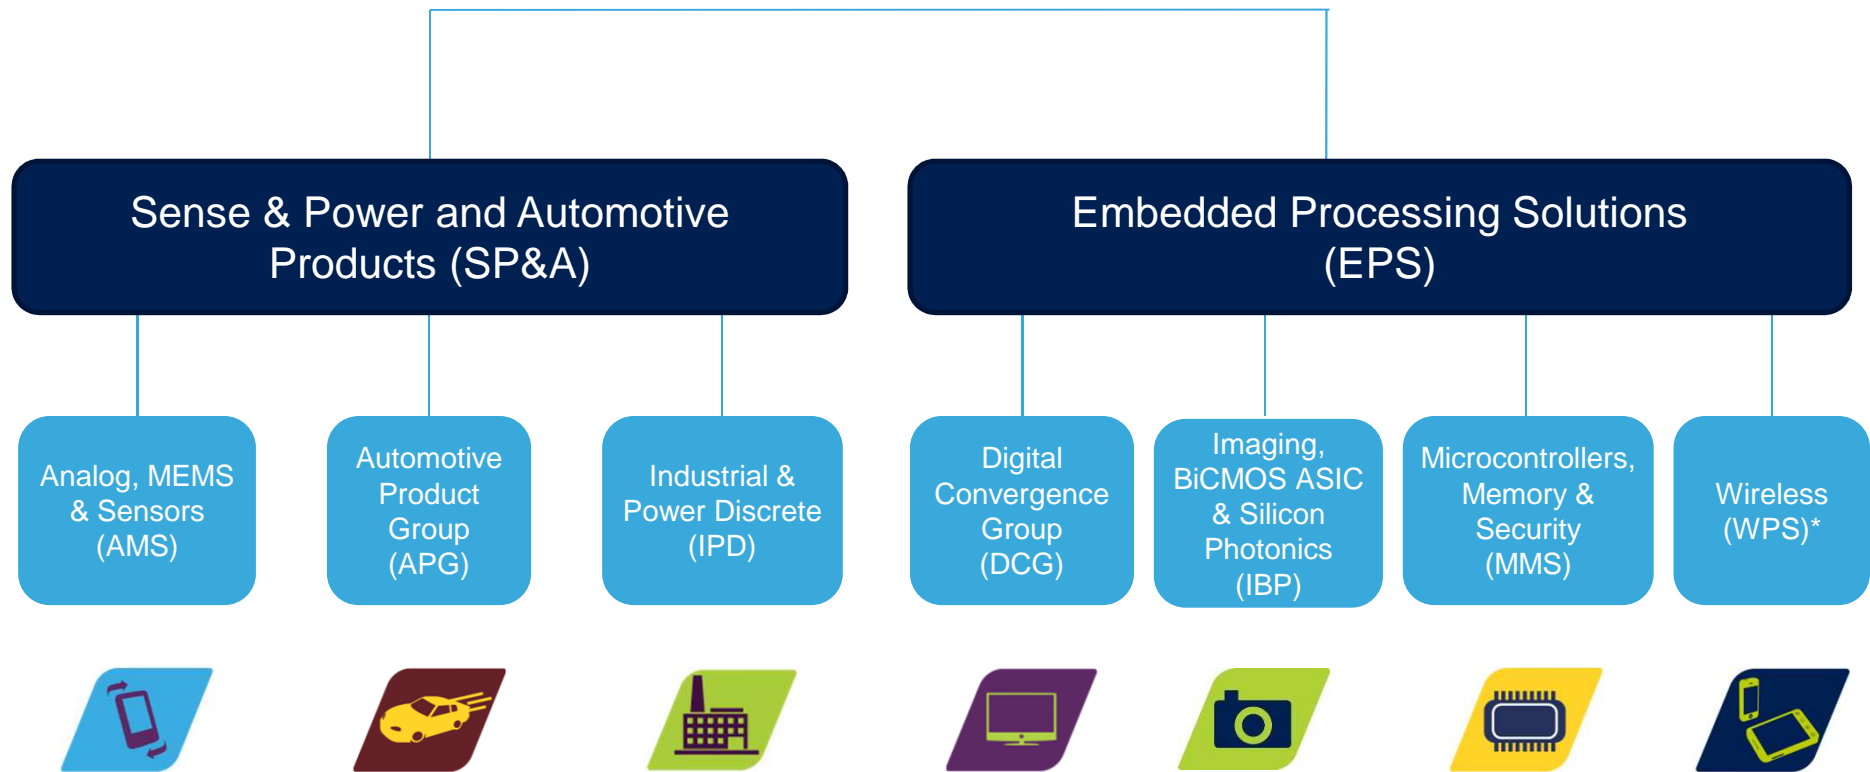 Sense & Power and Automotive
Products (SP&A)
Embedded Processing Solutions
(EPS)
Analog, MEMS
& Sensors
(AMS)
Automotive
Product
Group
(APG)
Industrial &
Power Discrete
(IPD)
Digital
Convergence
Group
(DCG)
Imaging,
BiCMOS ASIC
& Silicon
Photonics
(IBP)
Microcontrollers,
Memory &
Security
(MMS)
Wireless
(WPS)*